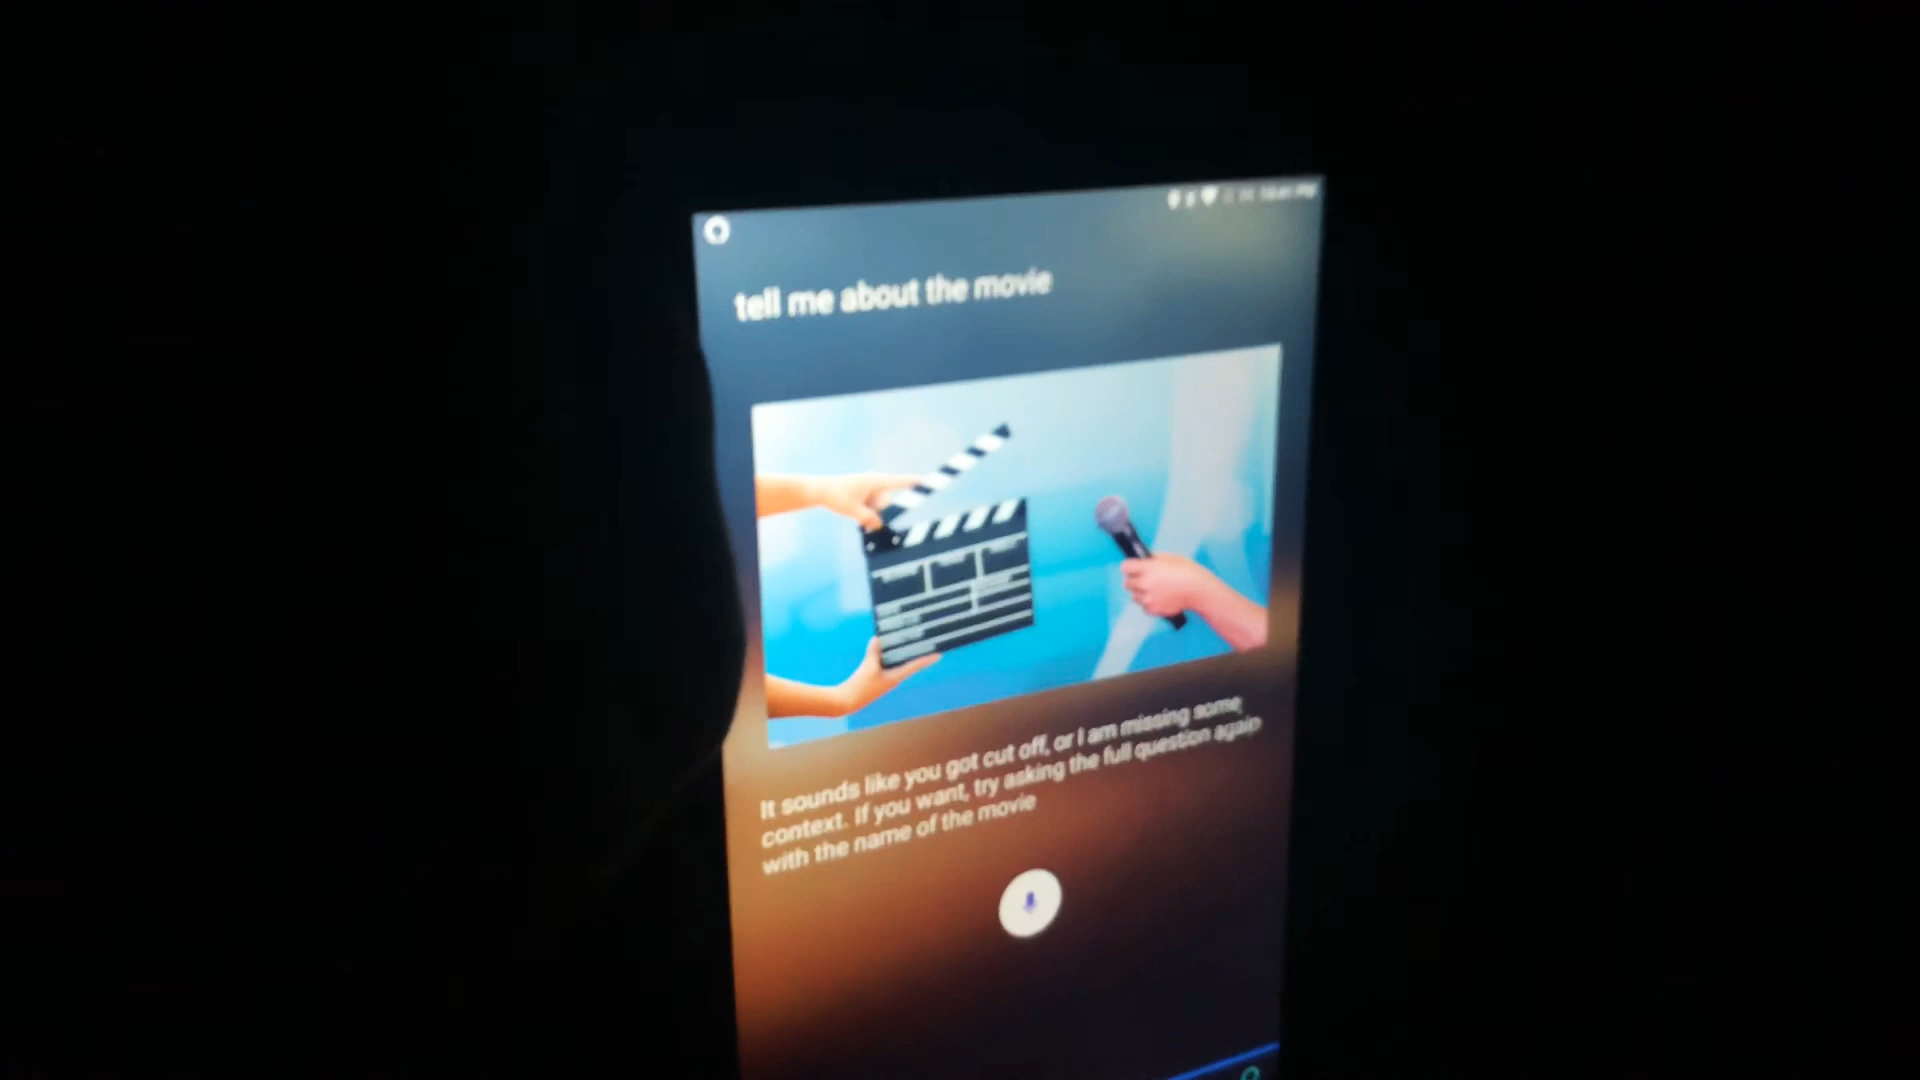 tell me about the movie
It sounds like you got cut off, or I am missing some
context. If you want, try asking the full question again
with the name of the movie